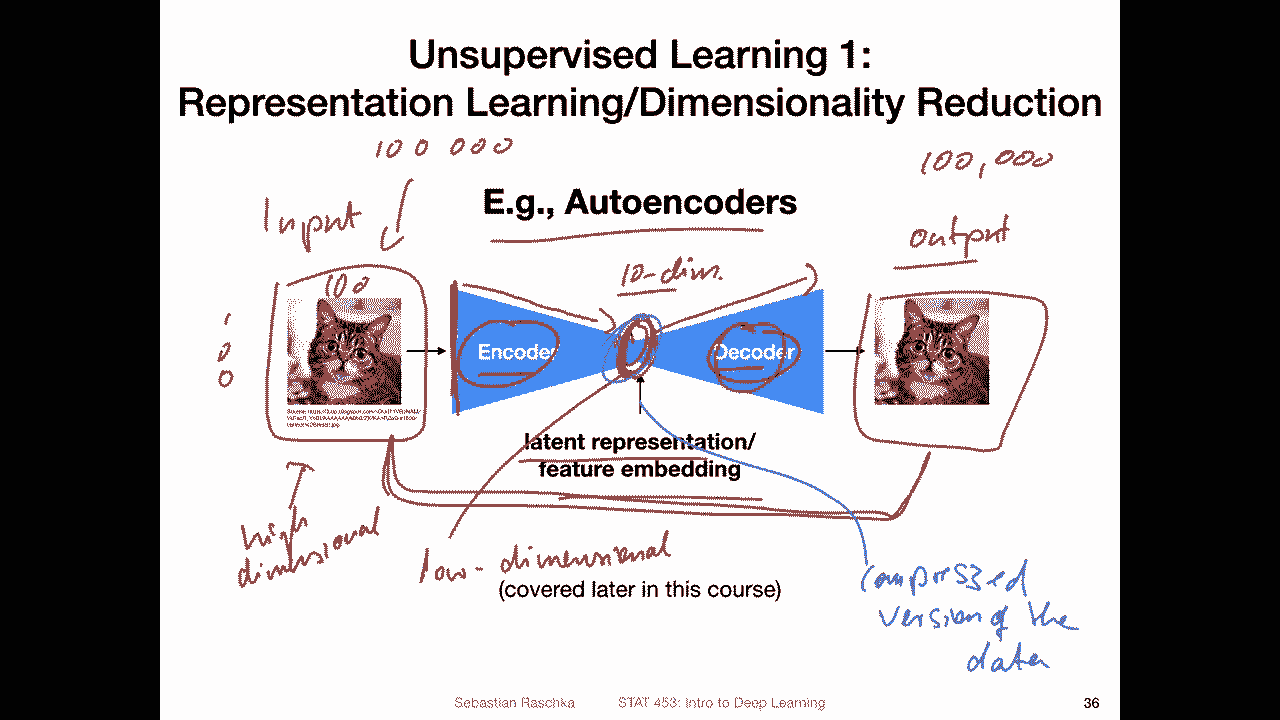 Unsupervised Learning 1:
Representation Learning/Dimensionality Reduction
100 000
100,000
E.g., Autoencoders
Input
output
10-dim.
100
100
Encoder
Decoder
latent representation/
feature embedding
high
dimensional
low-dimensional
(covered later in this course)
compressed
version of the
data
Sebastian Raschka
STAT 453: Intro to Deep Learning
36